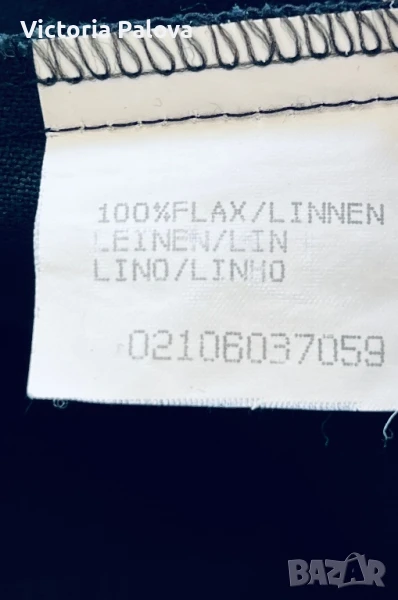 Victoria Palova
100%FLAX/LINNEN
LEINEN/LIN
LINO/LINHO
02106037059
BAZAR